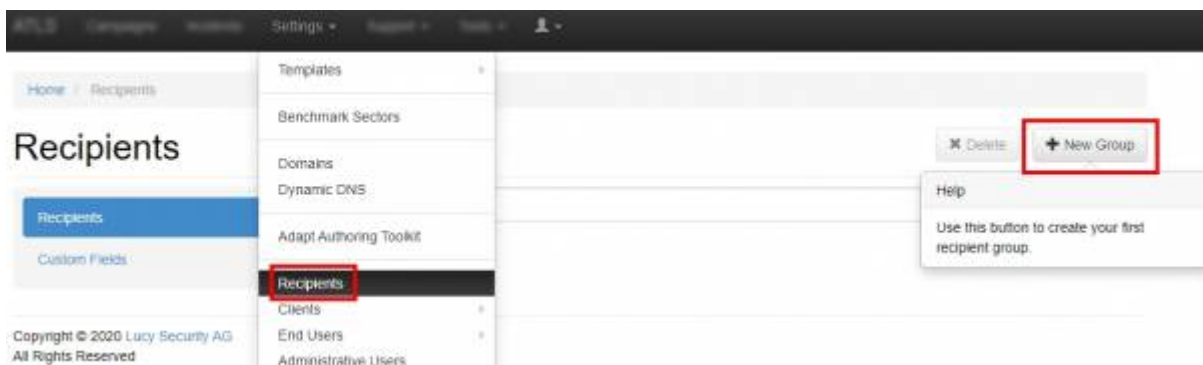 Settings
Home / Recipients
Templates
Benchmark Sectors
Recipients
Delete
New Group
Domains
Dynamic DNS
Help
Recipients
Use this button to create your first
recipient group.
Adapt Authoring Toolkit
Custom Fields
Recipients
Clients
End Users
Administrative Users
Copyright © 2020 Lucy Security AG
All Rights Reserved